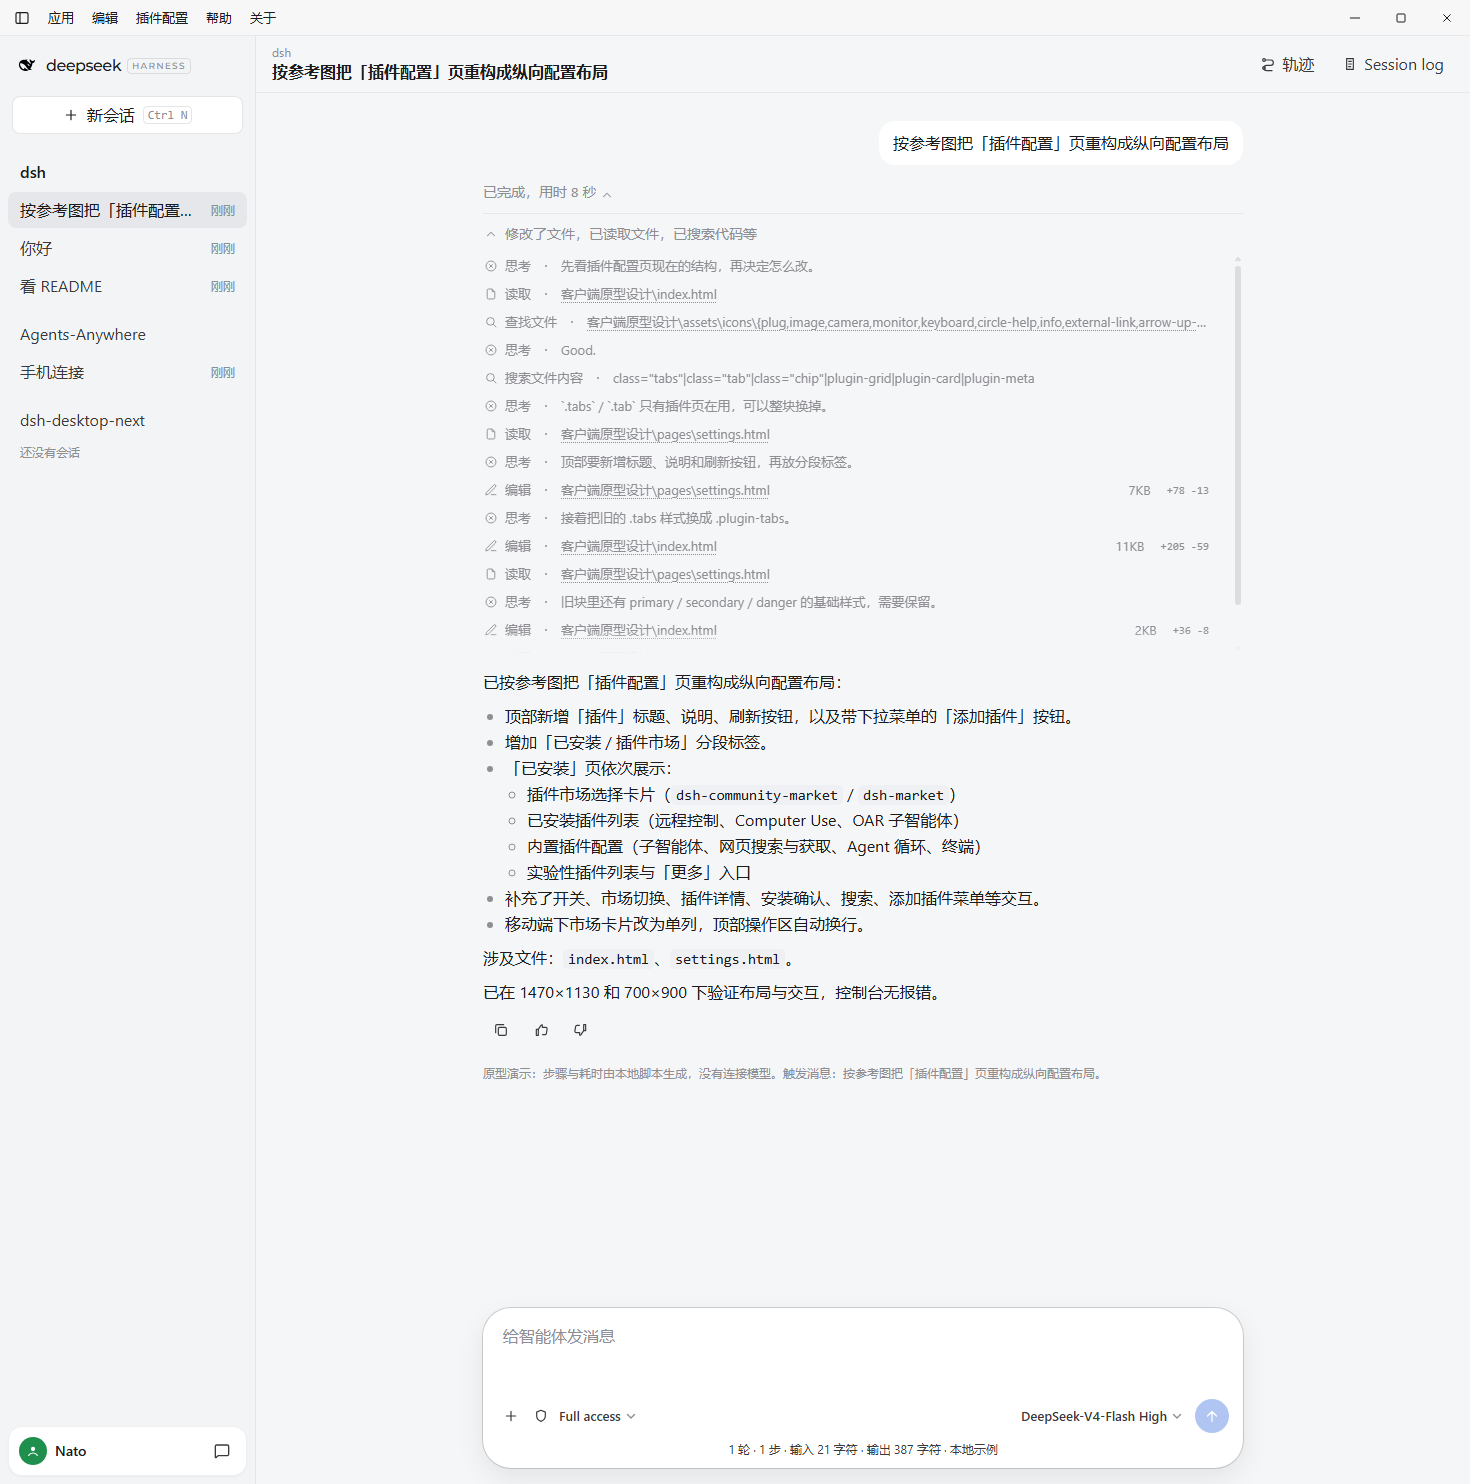 应用 编辑 插件配置 帮助 关于
deepseek HARNESS
新会话 Ctrl N
dsh
按参考图把「插件配置... 刚刚
你好 刚刚
看 README 刚刚
Agents-Anywhere
手机连接 刚刚
dsh-desktop-next
还没有会话
Nato
dsh
按参考图把「插件配置」页重构成纵向配置布局
轨迹 Session log
按参考图把「插件配置」页重构成纵向配置布局
已完成，用时 8 秒
修改了文件，已读取文件，已搜索代码等
思考 · 先看插件配置页现在的结构，再决定怎么改。
读取 · 客户端原型设计\index.html
查找文件 · 客户端原型设计\assets\icons\{plug,image,camera,monitor,keyboard,circle-help,info,external-link,arrow-up-...
思考 · Good.
搜索文件内容 · class="tabs"|class="tab"|class="chip"|plugin-grid|plugin-card|plugin-meta
思考 · `.tabs` / `.tab` 只有插件页在用，可以整块换掉。
读取 · 客户端原型设计\pages\settings.html
思考 · 顶部要新增标题、说明和刷新按钮，再放分段标签。
编辑 · 客户端原型设计\pages\settings.html 7KB +78 -13
思考 · 接着把旧的 .tabs 样式换成 .plugin-tabs。
编辑 · 客户端原型设计\index.html 11KB +205 -59
读取 · 客户端原型设计\pages\settings.html
思考 · 旧块里还有 primary / secondary / danger 的基础样式，需要保留。
编辑 · 客户端原型设计\index.html 2KB +36 -8
已按参考图把「插件配置」页重构成纵向配置布局：
顶部新增「插件」标题、说明、刷新按钮，以及带下拉菜单的「添加插件」按钮。
增加「已安装 / 插件市场」分段标签。
「已安装」页依次展示：
插件市场选择卡片（ dsh-community-market / dsh-market ）
已安装插件列表（远程控制、Computer Use、OAR 子智能体）
内置插件配置（子智能体、网页搜索与获取、Agent 循环、终端）
实验性插件列表与「更多」入口
补充了开关、市场切换、插件详情、安装确认、搜索、添加插件菜单等交互。
移动端下市场卡片改为单列，顶部操作区自动换行。
涉及文件： index.html 、 settings.html 。
已在 1470×1130 和 700×900 下验证布局与交互，控制台无报错。
原型演示：步骤与耗时由本地脚本生成，没有连接模型。触发消息：按参考图把「插件配置」页重构成纵向配置布局。
给智能体发消息
Full access DeepSeek-V4-Flash High
1 轮 · 1 步 · 输入 21 字符 · 输出 387 字符 · 本地示例